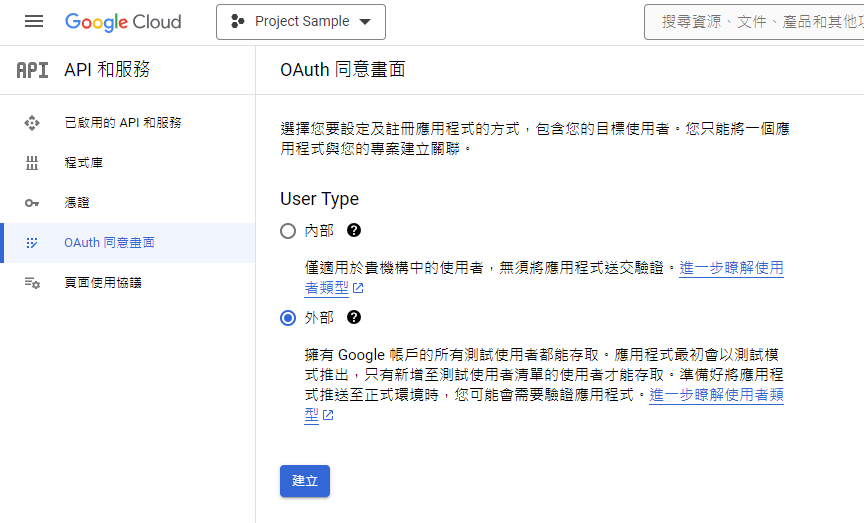 Google Cloud
Project Sample
搜尋資源、文件、產品和其他
API
API 和服務
OAuth 同意畫面
已啟用的 API 和服務
程式庫
憑證
OAuth 同意畫面
頁面使用協議
選擇您要設定及註冊應用程式的方式，包含您的目標使用者。您只能將一個應
用程式與您的專案建立關聯。
User Type
內部
僅適用於貴機構中的使用者，無須將應用程式送交驗證。進一步瞭解使用
者類型
外部
擁有 Google 帳戶的所有測試使用者都能存取。應用程式最初會以測試模
式推出，只有新增至測試使用者清單的使用者才能存取。準備好將應用程
式推送至正式環境時，您可能會需要驗證應用程式。進一步瞭解使用者類
型
建立